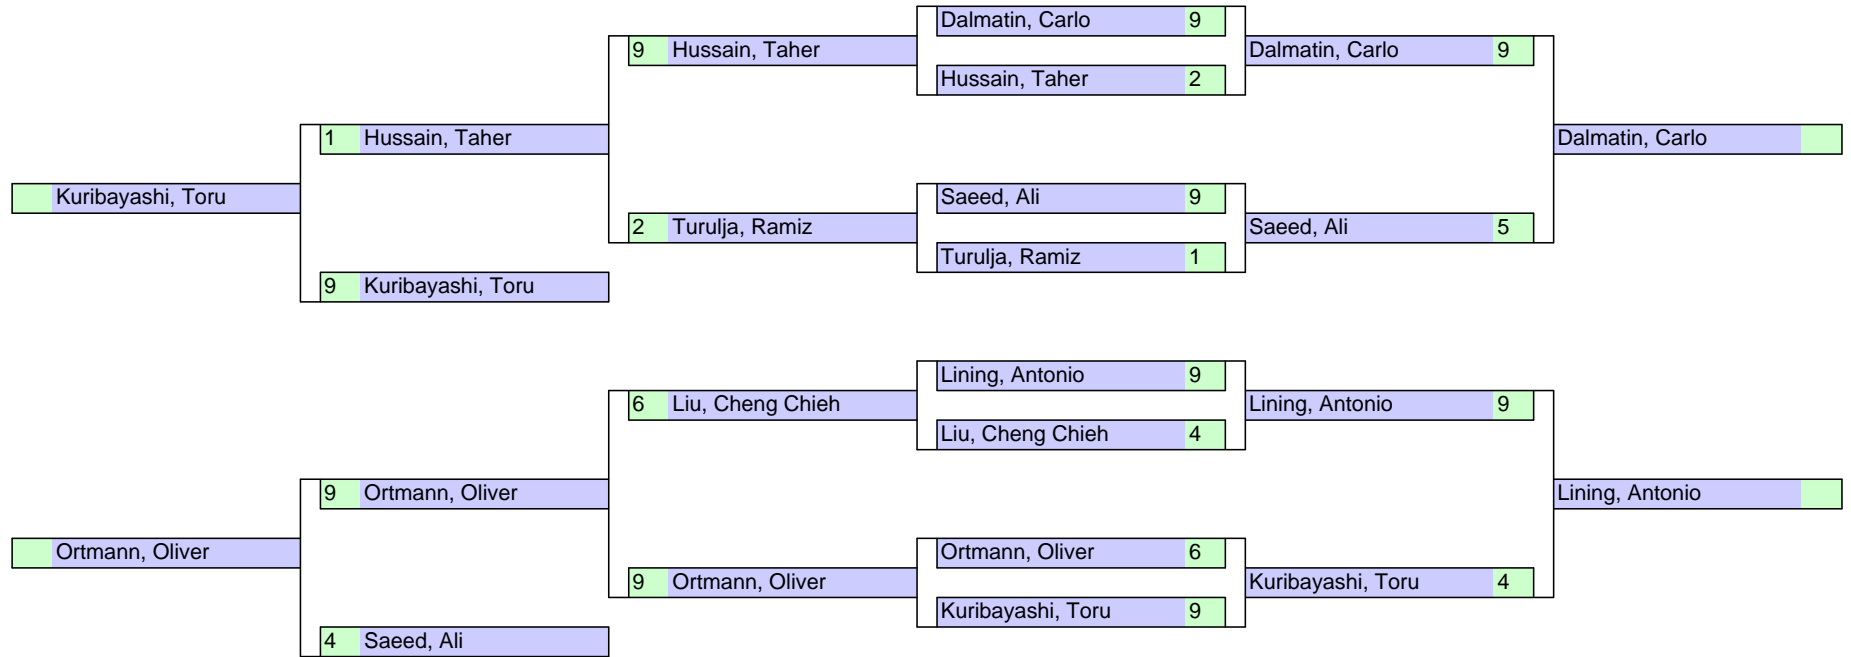 Dalmatin, Carlo 9
9 Hussain, Taher
Dalmatin, Carlo 9
Hussain, Taher 2
1 Hussain, Taher
Dalmatin, Carlo
Kuribayashi, Toru
Saeed, Ali 9
2 Turulja, Ramiz
Saeed, Ali 5
Turulja, Ramiz 1
9 Kuribayashi, Toru
Lining, Antonio 9
6 Liu, Cheng Chieh
Lining, Antonio 9
Liu, Cheng Chieh 4
9 Ortmann, Oliver
Lining, Antonio
Ortmann, Oliver
Ortmann, Oliver 6
9 Ortmann, Oliver
Kuribayashi, Toru 4
Kuribayashi, Toru 9
4 Saeed, Ali